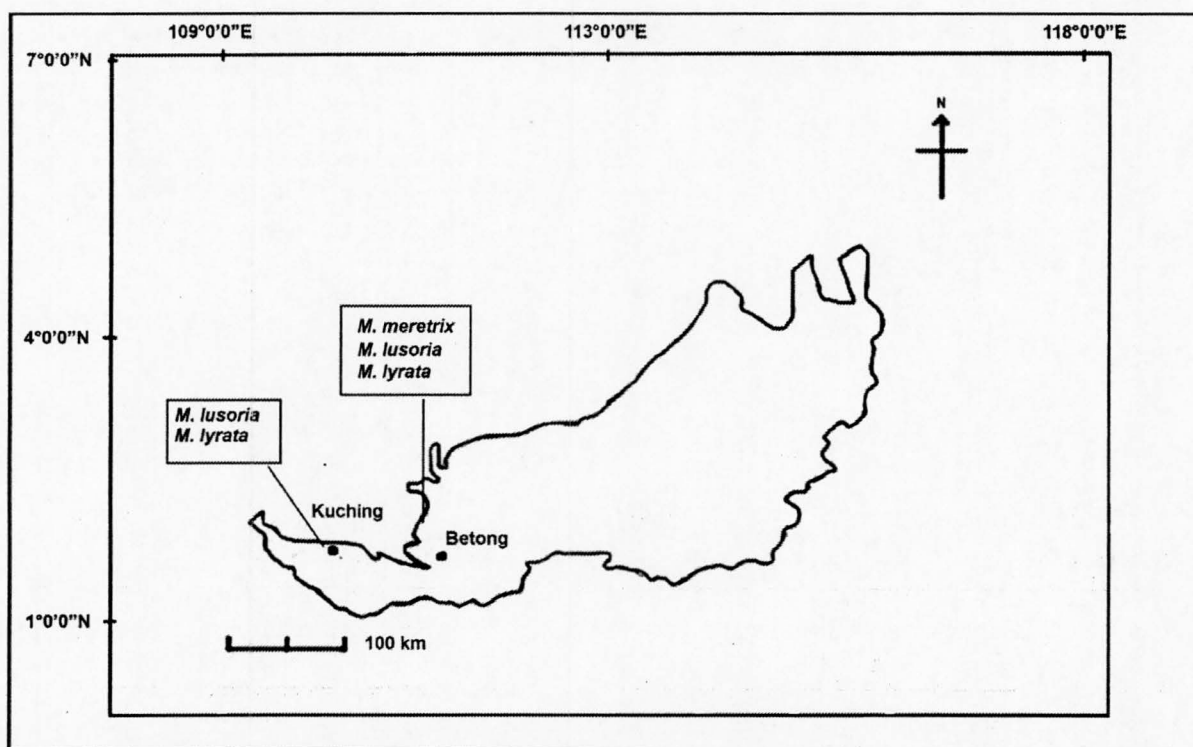 109°0'0"E 113°0'0"E 118°0'0"E
7°0'0"N
N
4°0'0"N
M. meretrix
M. lusoria
M. lyrata
M. lusoria
M. lyrata
Kuching
Betong
1°0'0"N
100 km